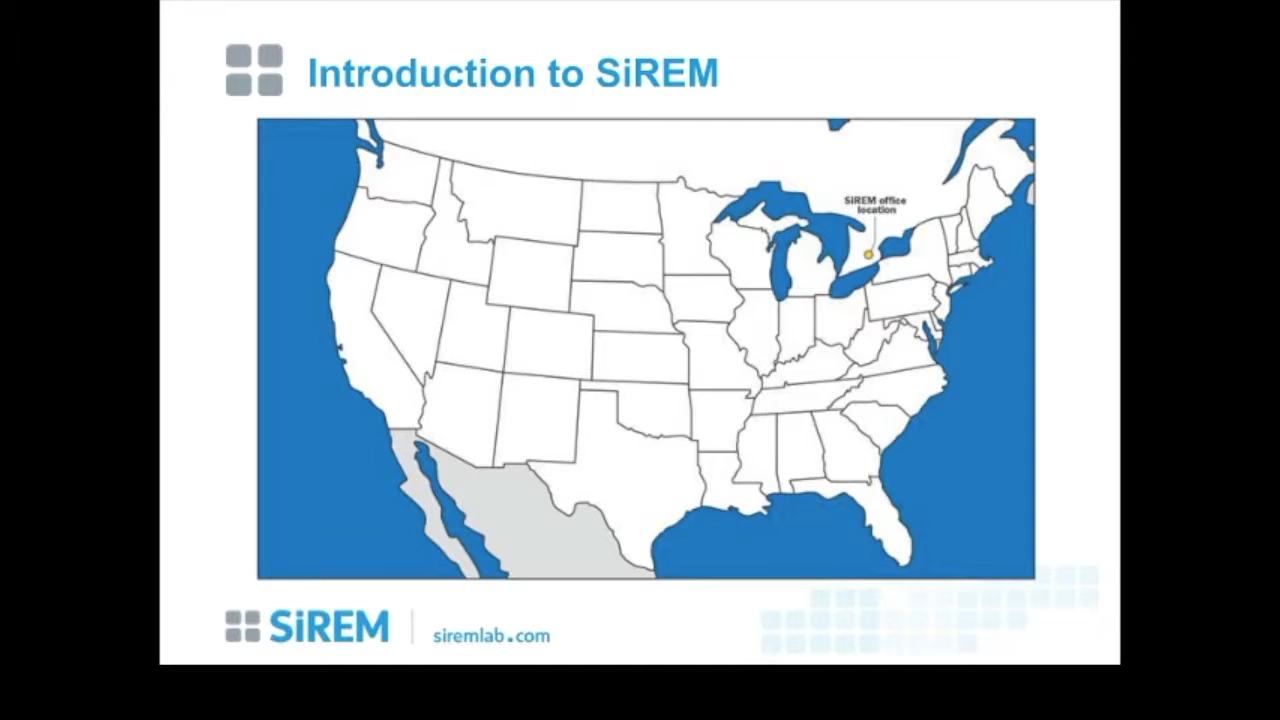 Introduction to SiREM
SiREM office
location
SiREM
siremlab.com